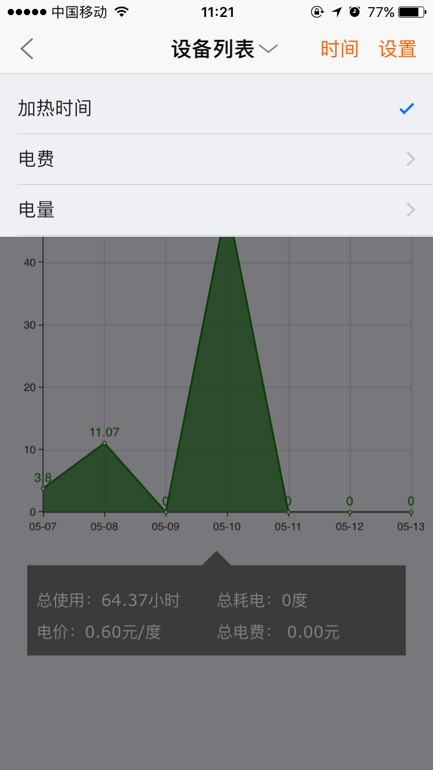 中国移动 11:21 77%
设备列表 时间 设置
加热时间
电费
电量
40
30
20
11.07
10
3.8 0 0 0 0
0
05-07 05-08 05-09 05-10 05-11 05-12 05-13
总使用：64.37小时 总耗电：0度
电价：0.60元/度 总电费： 0.00元